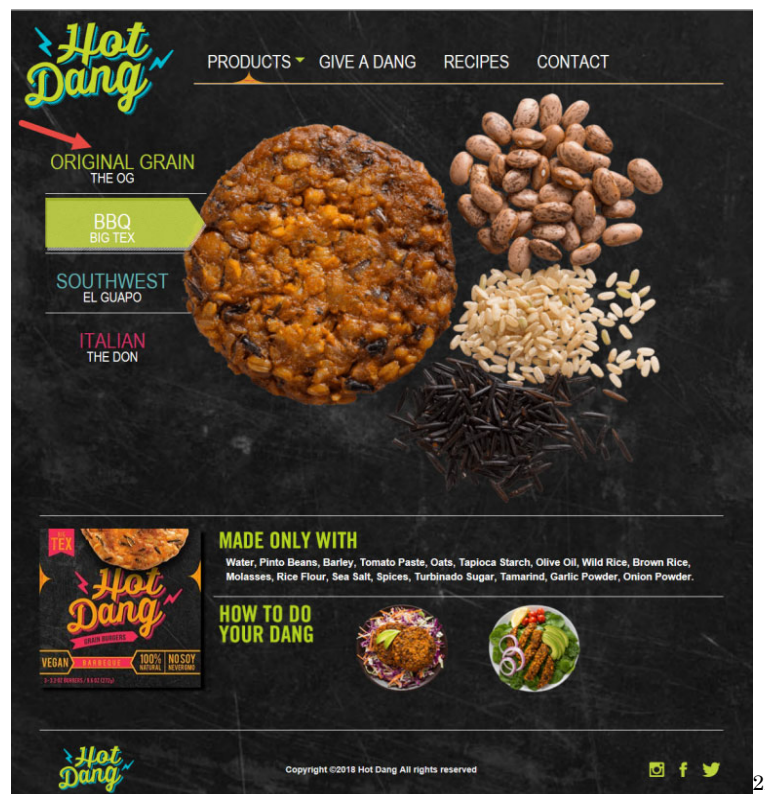 Hot
Dang
PRODUCTS GIVE A DANG RECIPES CONTACT
ORIGINAL GRAIN
THE OG
BBQ
BIG TEX
SOUTHWEST
EL GUAPO
ITALIAN
THE DON
BIG
TEX
Hot
Dang
GRAIN BURGERS
VEGAN
BARBEQUE
100%
NATURAL
NO SOY
NEVER GMO
MADE ONLY WITH
Water, Pinto Beans, Barley, Tomato Paste, Oats, Tapioca Starch, Olive Oil, Wild Rice, Brown Rice,
Molasses, Rice Flour, Sea Salt, Spices, Turbinado Sugar, Tamarind, Garlic Powder, Onion Powder.
HOW TO DO
YOUR DANG
Hot
Dang
Copyright ©2018 Hot Dang All rights reserved
2